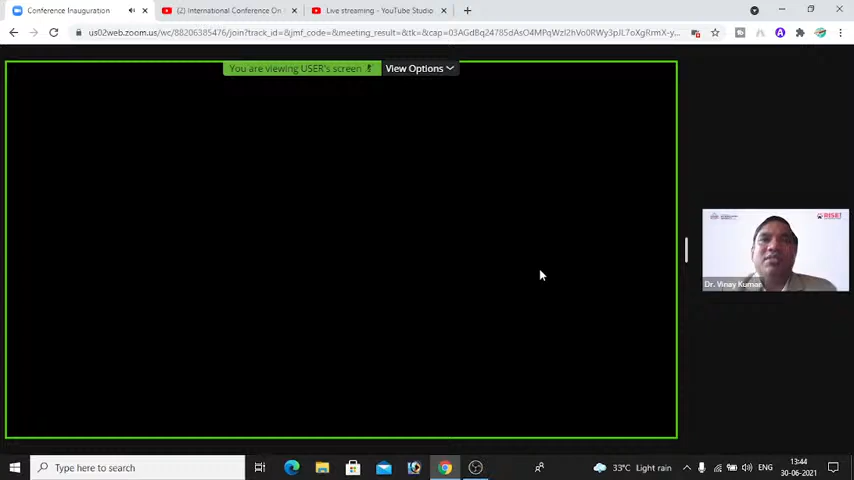 Conference Inauguration
(2) International Conference On
Live streaming - YouTube Studio
us02web.zoom.us/wc/88206385476/join?track_id=&jmf_code=&meeting_result=&tk=&cap=03AGdBq24785dAsO4MPqWzI2hVo0RWy3pJL7oXgRrmX-y...
You are viewing USER's screen
View Options
Dr. Vinay Kumar
Type here to search
33°C Light rain
ENG
13:44
30-06-2021